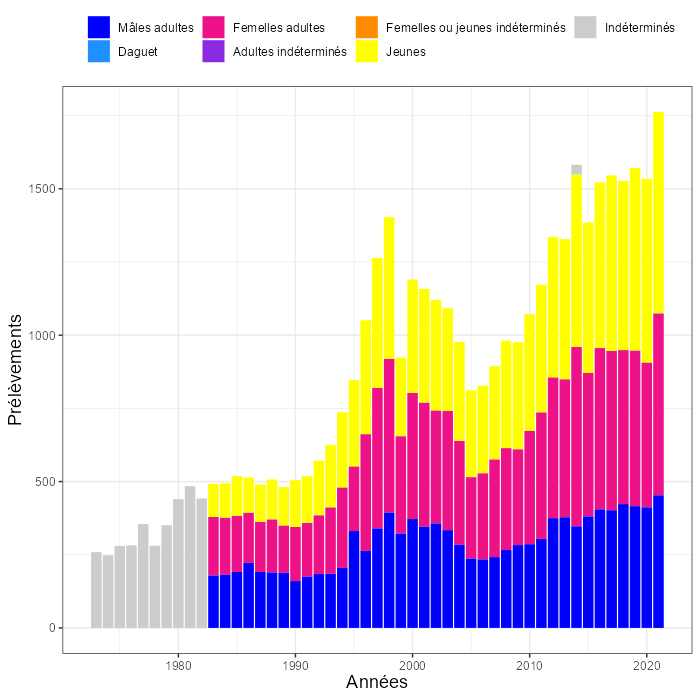 Mâles adultes Femelles adultes Femelles ou jeunes indéterminés Indéterminés
Daguet Adultes indéterminés Jeunes
1500
1000
500
0
Prélèvements
1980 1990 2000 2010 2020
Années